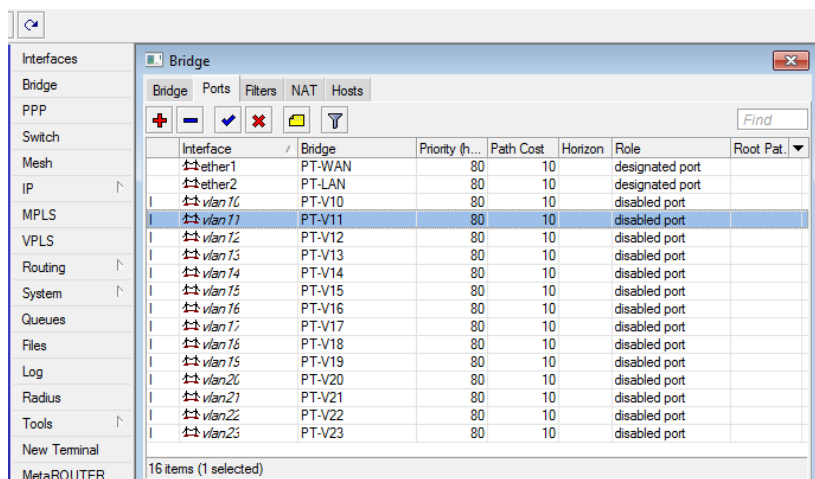 Interfaces
Bridge
PPP
Switch
Mesh
IP
MPLS
VPLS
Routing
System
Queues
Files
Log
Radius
Tools
New Terminal
MetaROUTER
Bridge
Bridge Ports Filters NAT Hosts
Find
Interface / Bridge Priority (h... Path Cost Horizon Role Root Pat.
ether1 PT-WAN 80 10 designated port
ether2 PT-LAN 80 10 designated port
I vlan10 PT-V10 80 10 disabled port
I vlan11 PT-V11 80 10 disabled port
I vlan12 PT-V12 80 10 disabled port
I vlan13 PT-V13 80 10 disabled port
I vlan14 PT-V14 80 10 disabled port
I vlan15 PT-V15 80 10 disabled port
I vlan16 PT-V16 80 10 disabled port
I vlan17 PT-V17 80 10 disabled port
I vlan18 PT-V18 80 10 disabled port
I vlan19 PT-V19 80 10 disabled port
I vlan20 PT-V20 80 10 disabled port
I vlan21 PT-V21 80 10 disabled port
I vlan22 PT-V22 80 10 disabled port
I vlan23 PT-V23 80 10 disabled port
16 items (1 selected)